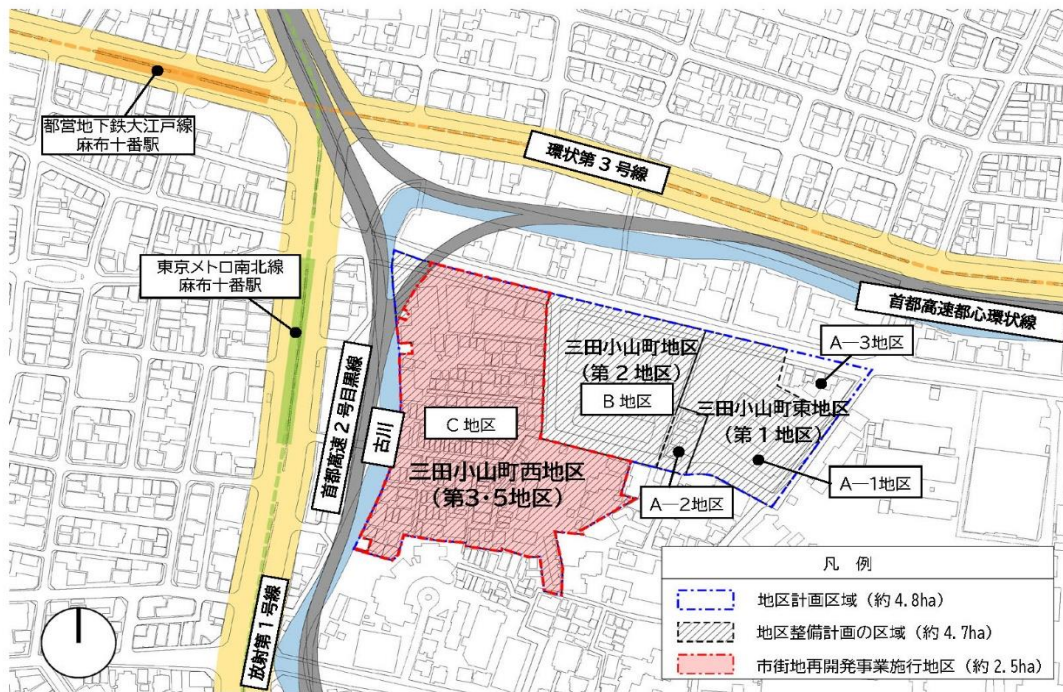 都営地下鉄大江戸線
麻布十番駅
環状第3号線
東京メトロ南北線
麻布十番駅
首都高速都心環状線
首都高速2号目黒線
古川
放射第1号線
三田小山町地区
(第2地区)
B地区
A―3地区
三田小山町東地区
(第1地区)
C地区
三田小山町西地区
(第3・5地区)
A―2地区
A―1地区
凡 例
地区計画区域(約4.8ha)
地区整備計画の区域(約4.7ha)
市街地再開発事業施行地区(約2.5ha)